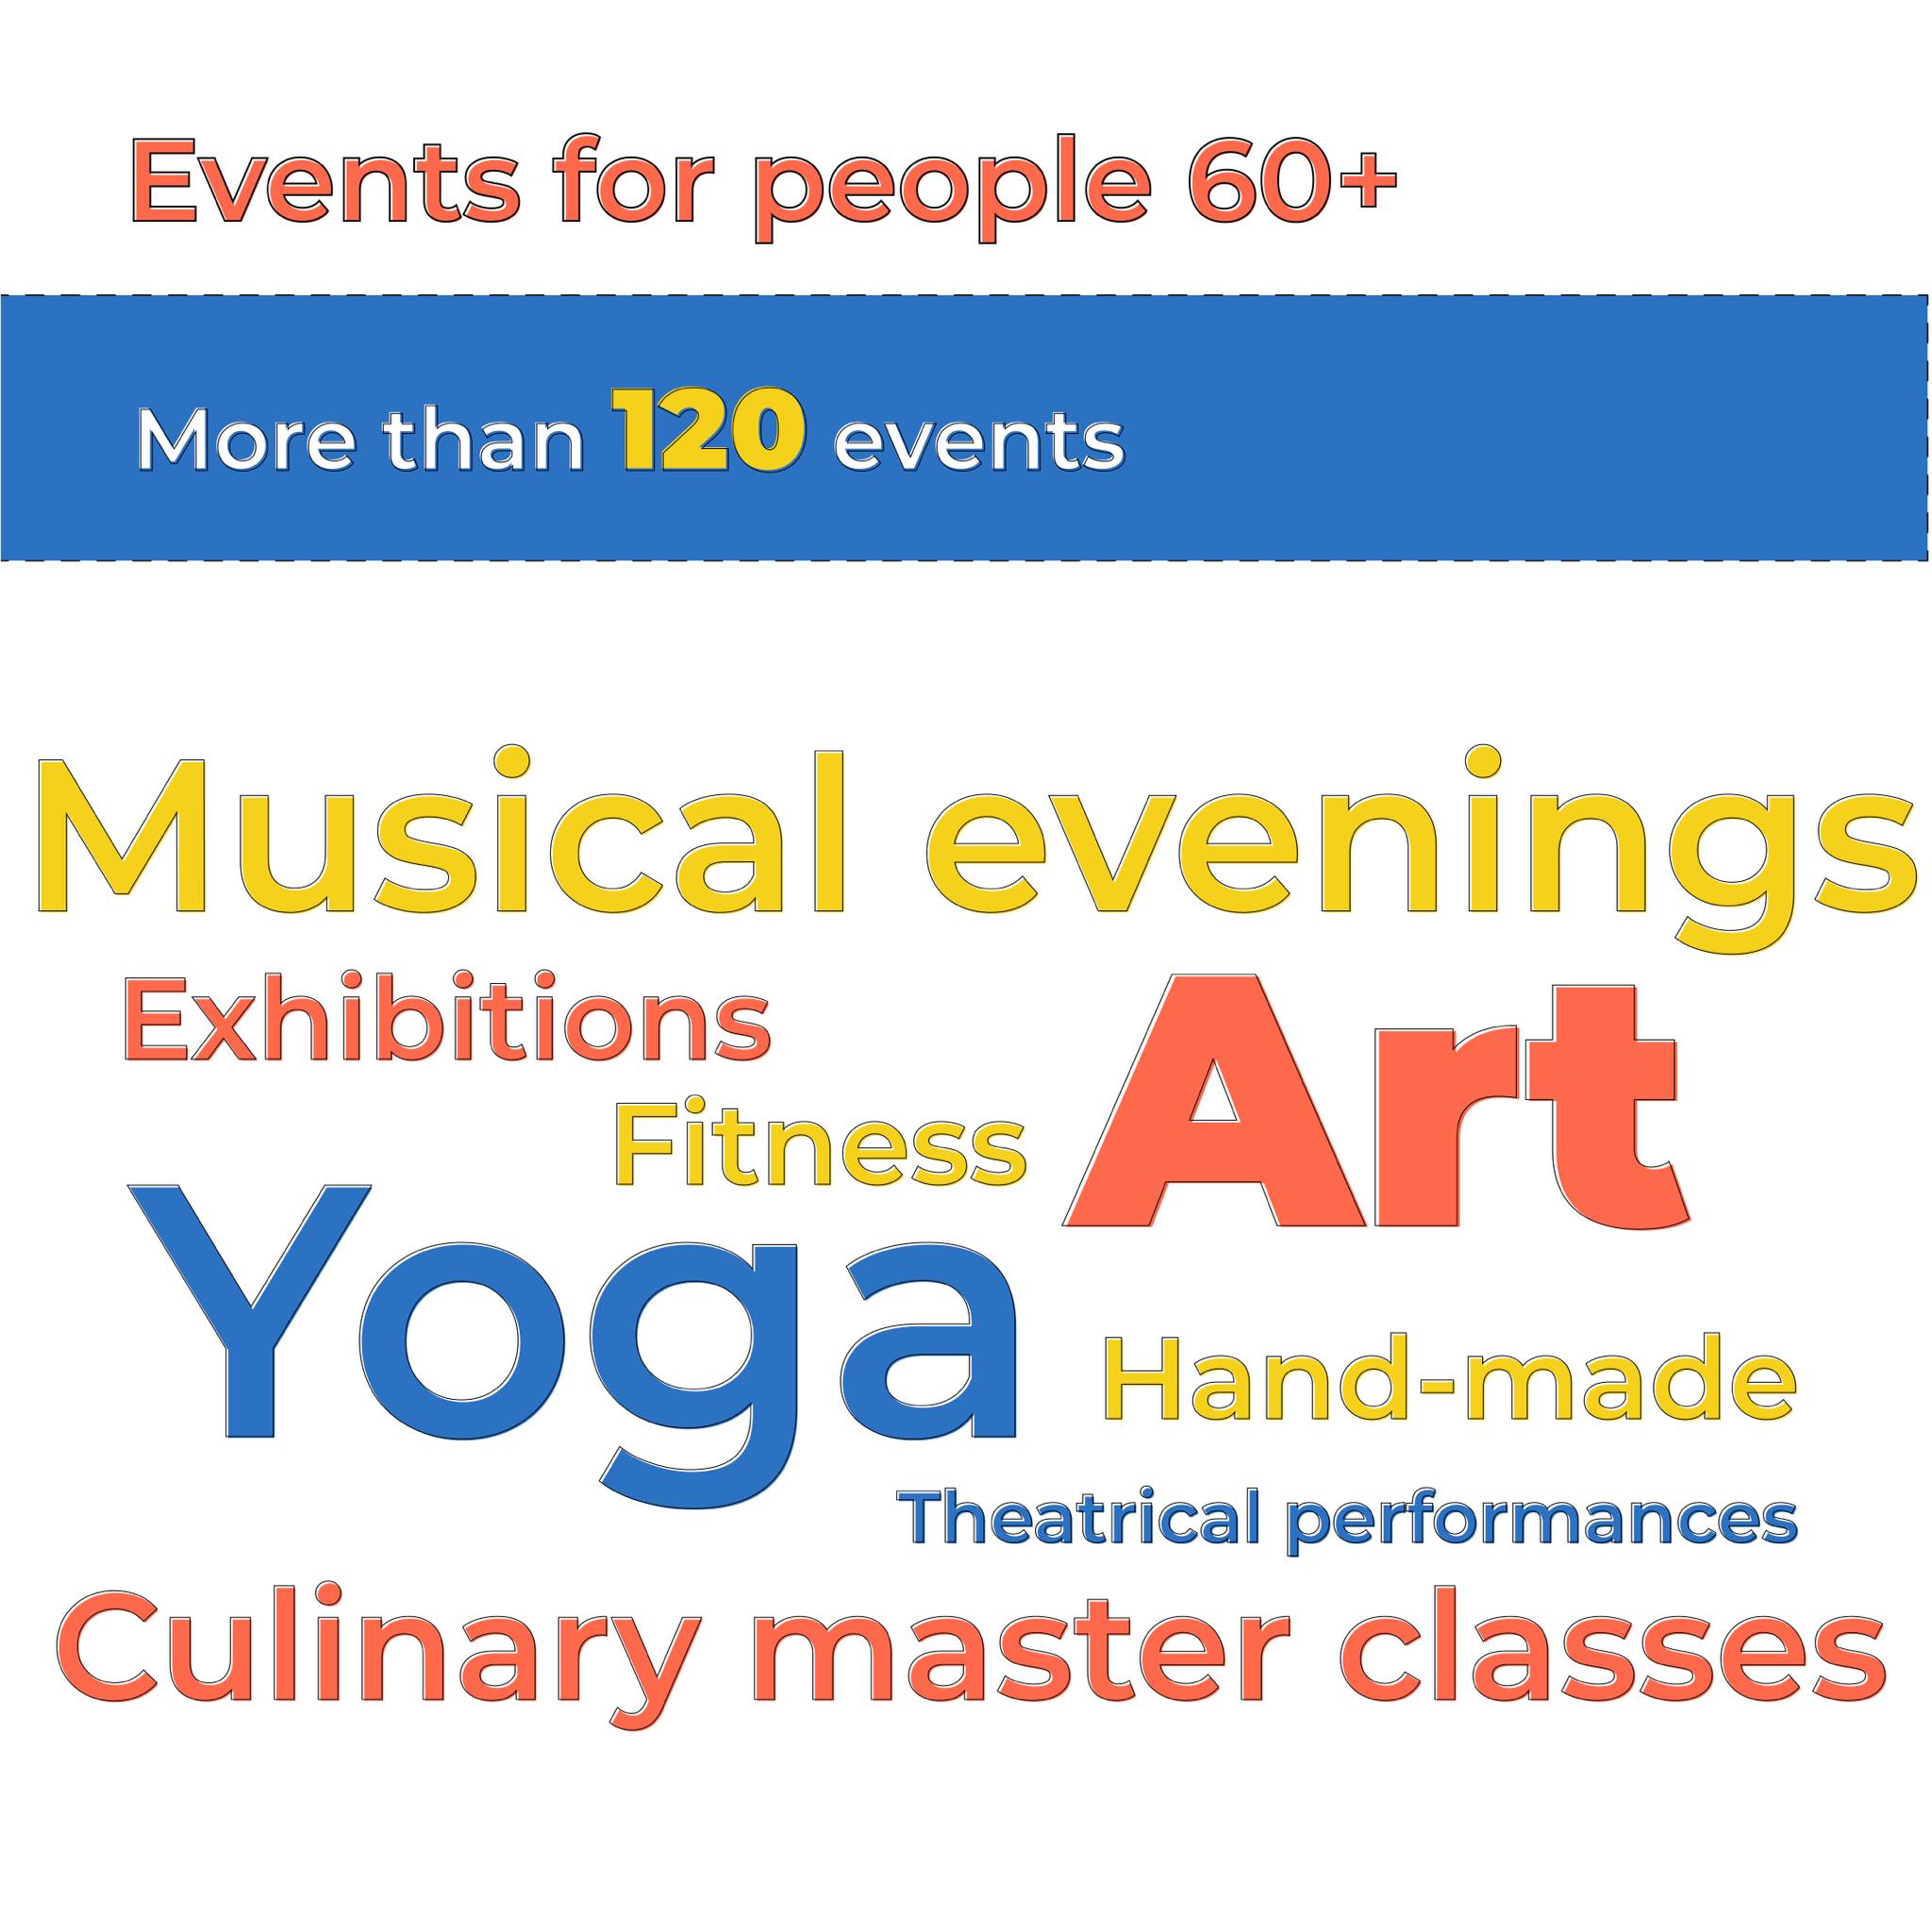 Events for people 60+
More than 120 events
Musical evenings
Exhibitions
Art
Fitness
Yoga
Hand-made
Theatrical performances
Culinary master classes